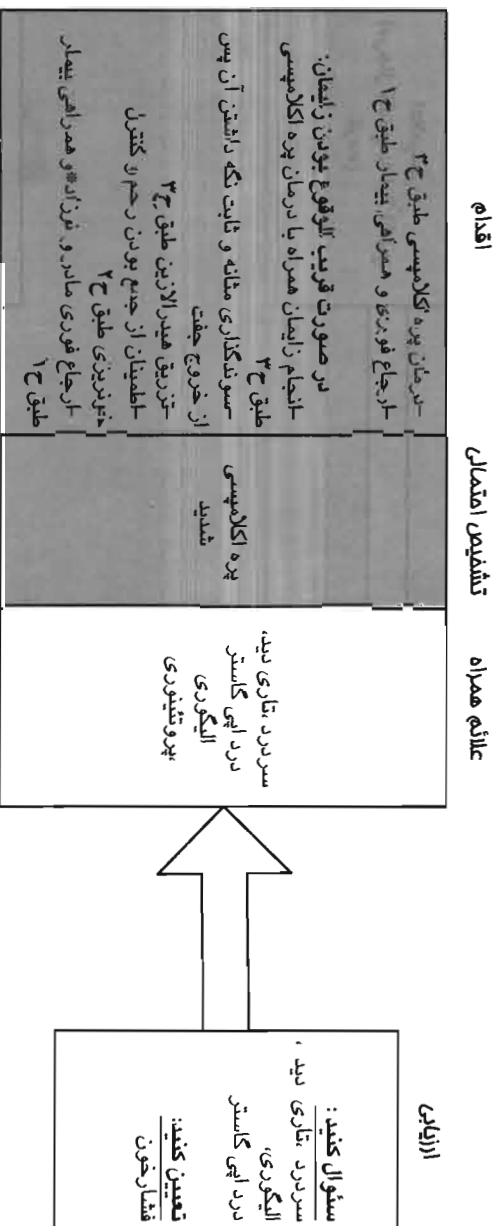 ارزیابی
سئوال کنید :
سردرد ،تاری دید ،
الیگوری،
درد اپی گاستر
تعیین کنید:
فشارخون
علائم همراه
سردرد ،تاری دید،
درد اپی گاستر
الیگوری
،پروتئینوری
تشخیص احتمالی
پره اکلامپسی
شدید
اقدام
-درمان پره اکلامپسی طبق ح۳
-ارجاع فوری و همراهی بیمار طبق ح۱
در صورت قریب الوقوع بودن زایمان:
-انجام زایمان همراه با درمان پره اکلامپسی
طبق ح۳
-سوندگذاری مثانه و ثابت نگه داشتن آن پس
از خروج جفت
-تزریق هیدرالازین طبق ح۳
-اطمینان از جمع بودن رحم و کنترل
خونریزی طبق ح۲
-ارجاع فوری مادر و نوزاد* و همراهی بیمار
طبق ح۱